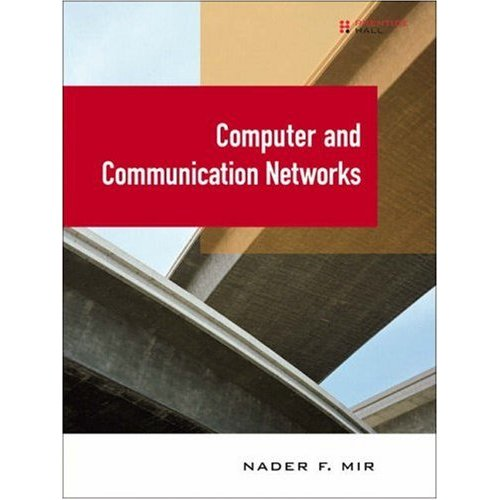 PRENTICE
HALL
Computer and
Communication Networks
NADER F. MIR